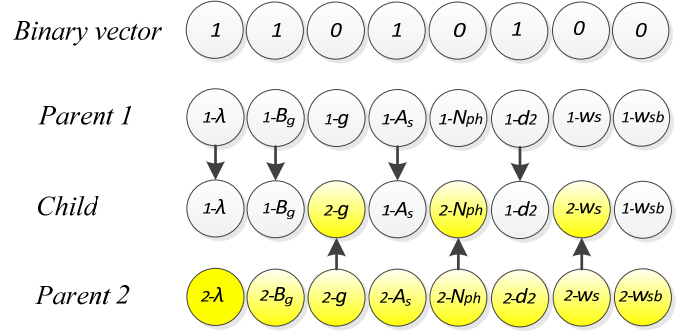 Binary vector 1 1 0 1 0 1 0 0
Parent 1 1-λ 1-Bg 1-g 1-As 1-Nph 1-d2 1-ws 1-wsb
Child 1-λ 1-Bg 2-g 1-As 2-Nph 1-d2 2-ws 1-wsb
Parent 2 2-λ 2-Bg 2-g 2-As 2-Nph 2-d2 2-ws 2-wsb